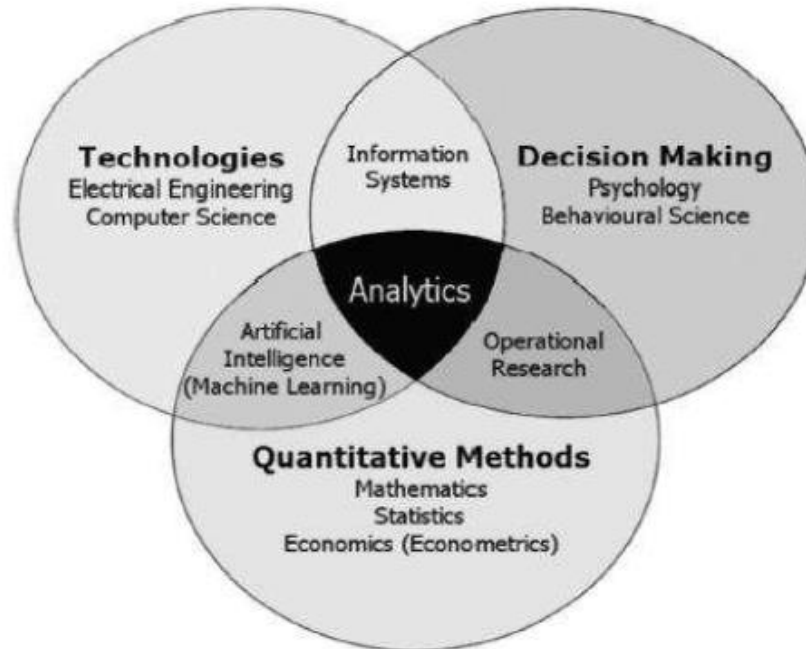 Technologies
Electrical Engineering
Computer Science
Information
Systems
Decision Making
Psychology
Behavioural Science
Analytics
Artificial
Intelligence
(Machine Learning)
Operational
Research
Quantitative Methods
Mathematics
Statistics
Economics (Econometrics)